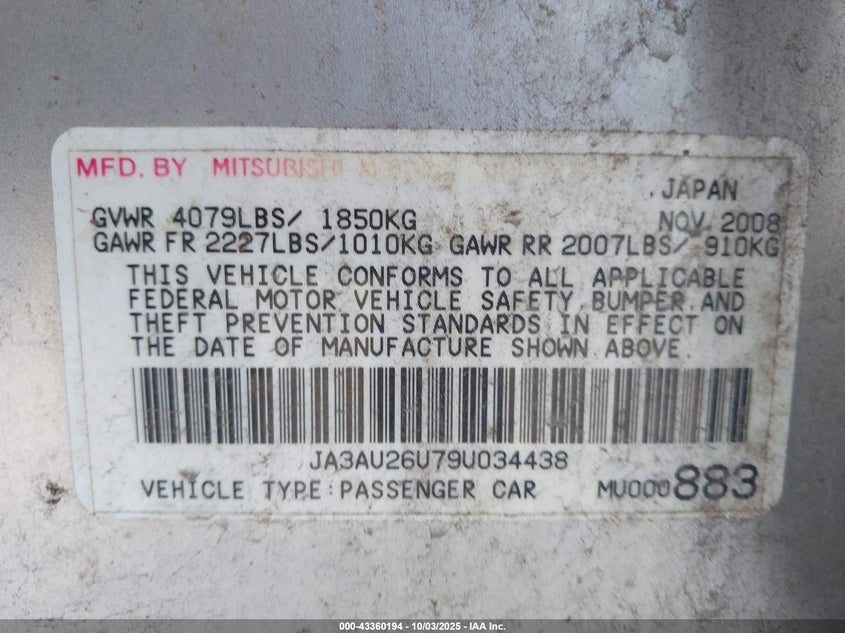 MFD. BY MITSUBISHI
JAPAN
GVWR 4079LBS/ 1850KG NOV 2008
GAWR FR 2227LBS/1010KG GAWR RR 2007LBS/ 910KG
THIS VEHICLE CONFORMS TO ALL APPLICABLE
FEDERAL MOTOR VEHICLE SAFETY, BUMPER, AND
THEFT PREVENTION STANDARDS IN EFFECT ON
THE DATE OF MANUFACTURE SHOWN ABOVE.
JA3AU26U79U034438
VEHICLE TYPE: PASSENGER CAR MU000883
000-43360194 - 10/03/2025 - IAA Inc.